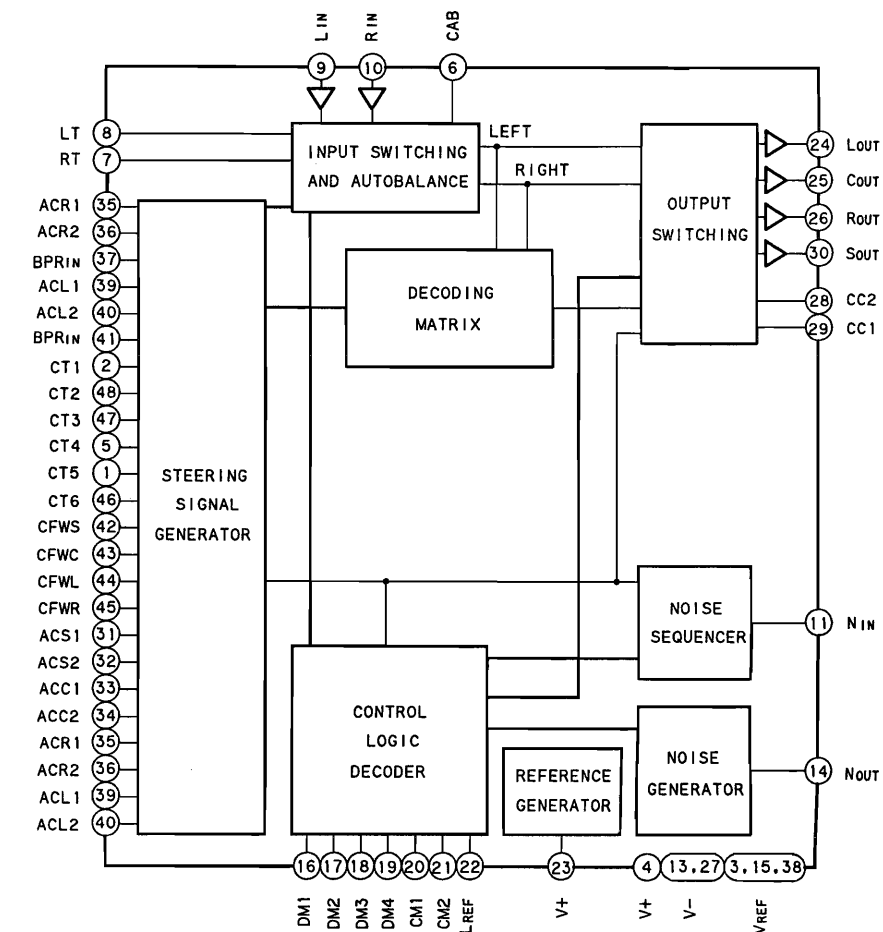 LIN
RIN
CAB
9
10
6
LT 8
RT 7
ACR1 35
ACR2 36
BPRIN 37
ACL1 39
ACL2 40
BPRIN 41
CT1 2
CT2 48
CT3 47
CT4 5
CT5 1
CT6 46
CFWS 42
CFWC 43
CFWL 44
CFWR 45
ACS1 31
ACS2 32
ACC1 33
ACC2 34
ACR1 35
ACR2 36
ACL1 39
ACL2 40
STEERING
SIGNAL
GENERATOR
INPUT SWITCHING
AND AUTOBALANCE
LEFT
RIGHT
DECODING
MATRIX
OUTPUT
SWITCHING
24 LOUT
25 COUT
26 ROUT
30 SOUT
28 CC2
29 CC1
NOISE
SEQUENCER
11 NIN
CONTROL
LOGIC
DECODER
REFERENCE
GENERATOR
NOISE
GENERATOR
14 NOUT
16
17
18
19
20
21
22
23
4
13.27
3.15.38
DM1
DM2
DM3
DM4
CM1
CM2
LREF
V+
V+
V-
VREF